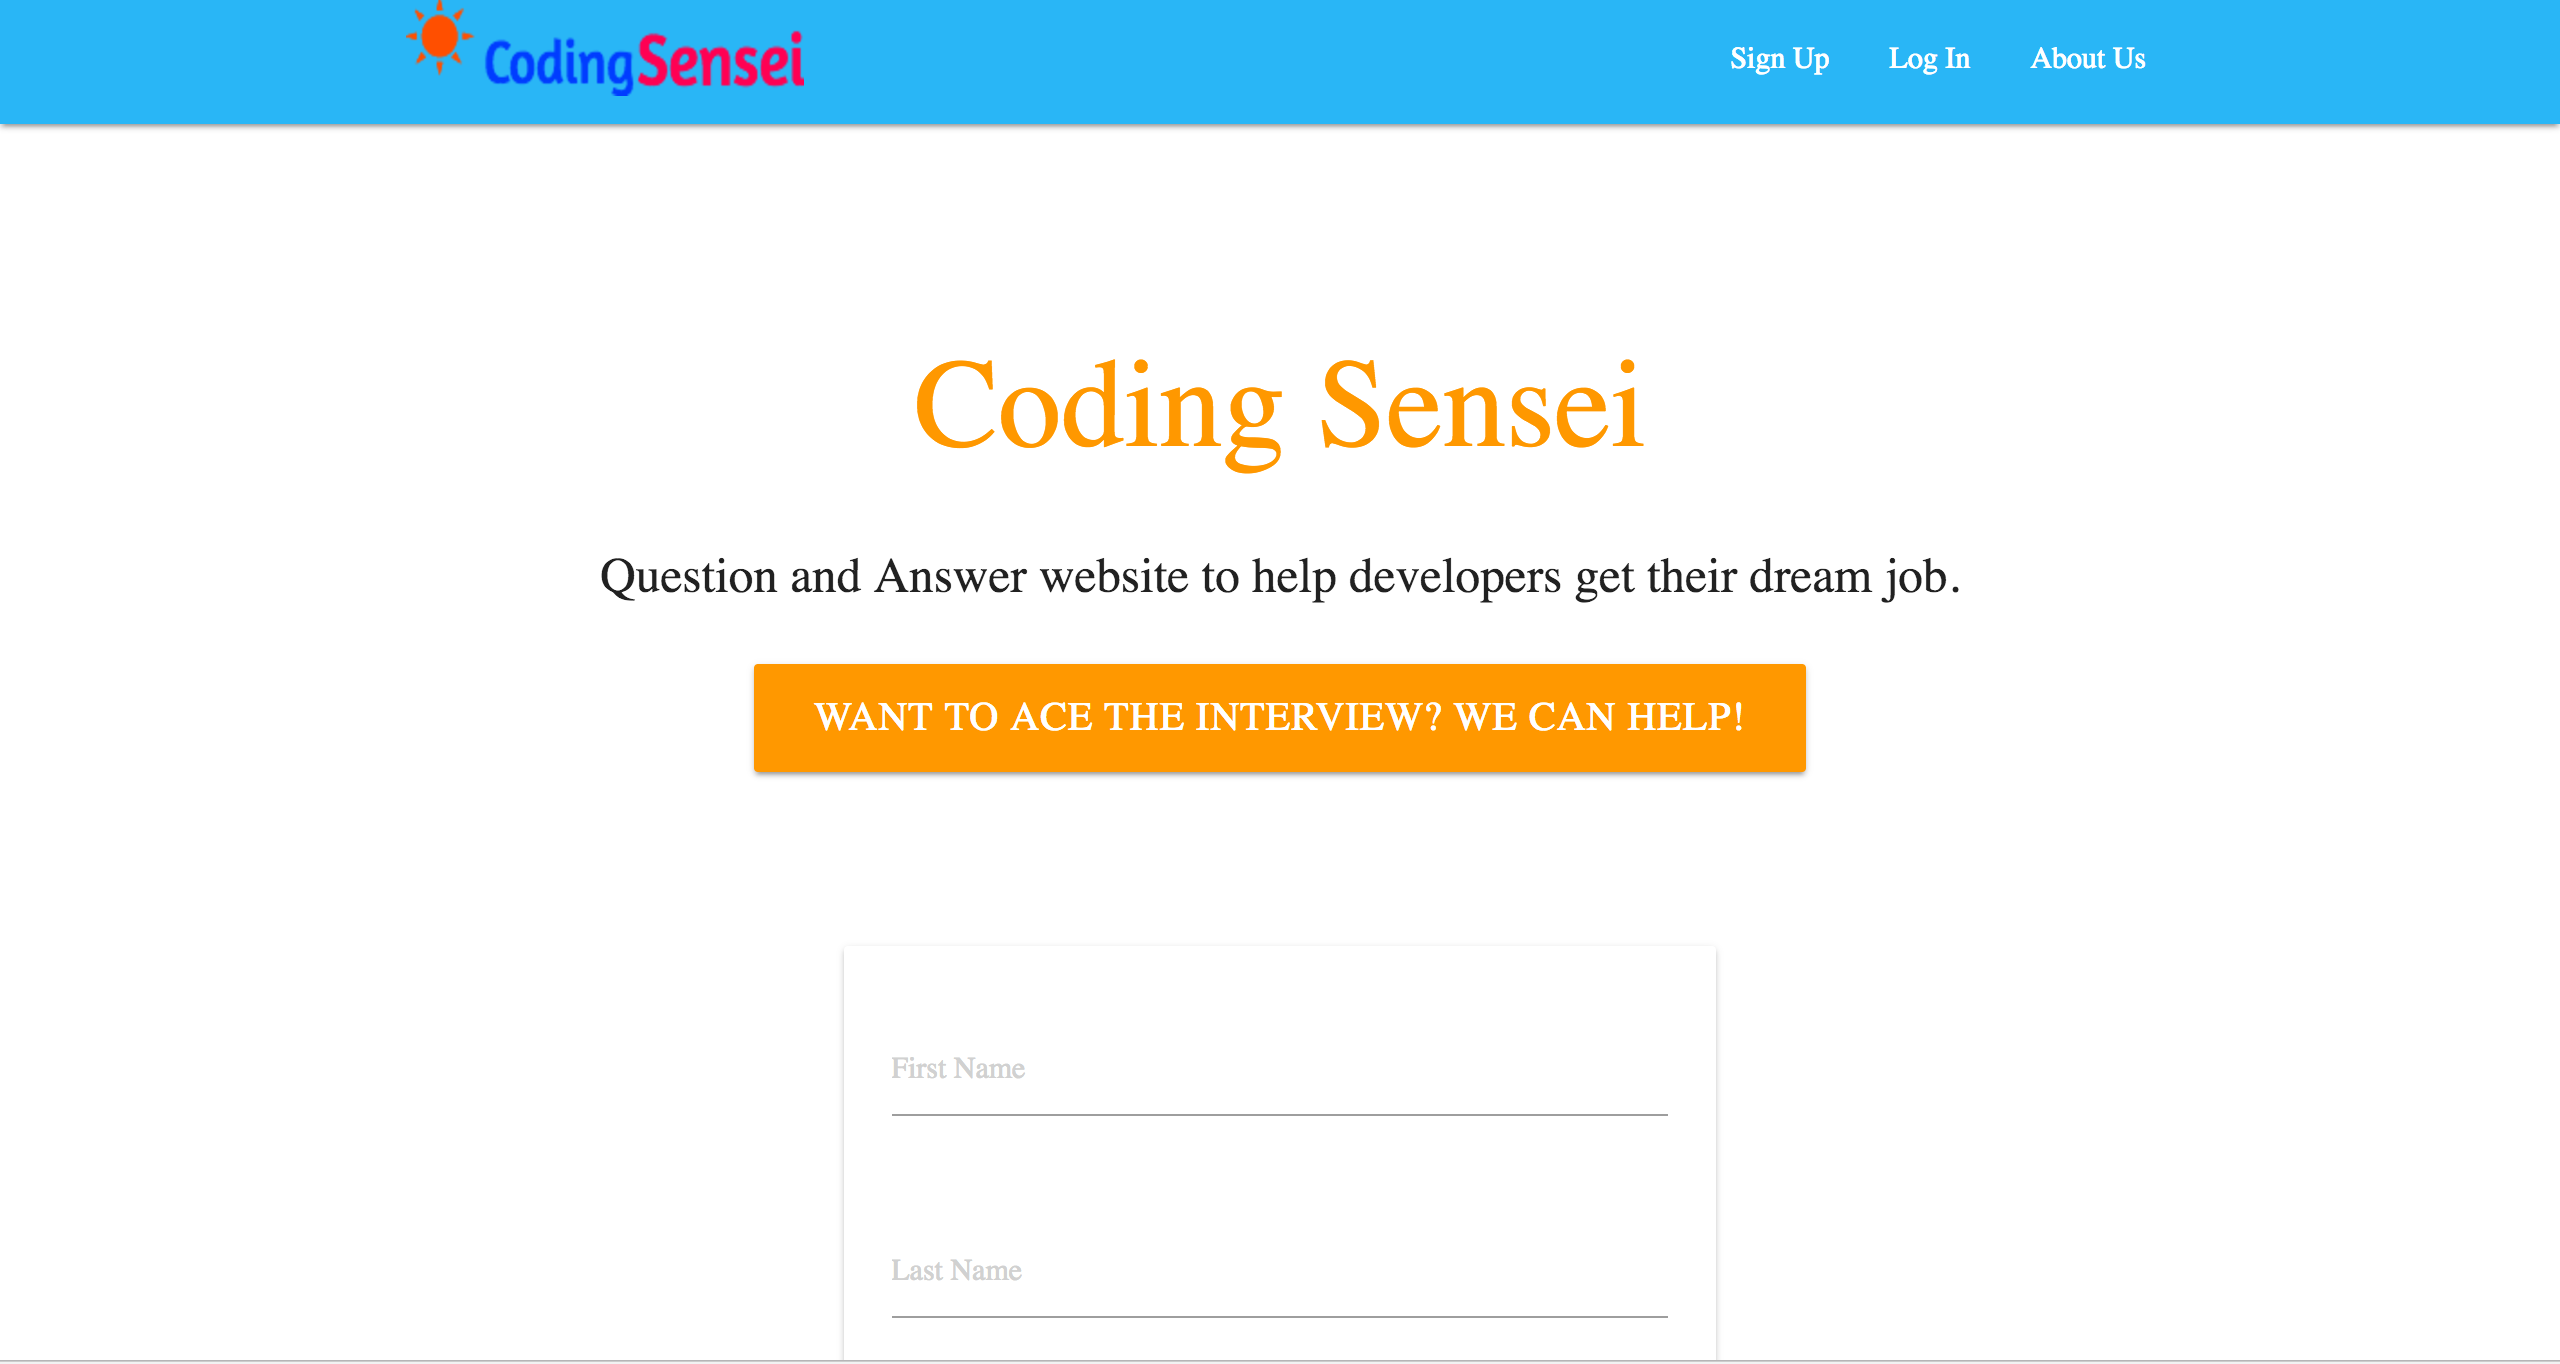 CodingSensei
Sign Up Log In About Us
Coding Sensei
Question and Answer website to help developers get their dream job.
WANT TO ACE THE INTERVIEW? WE CAN HELP!
First Name
Last Name